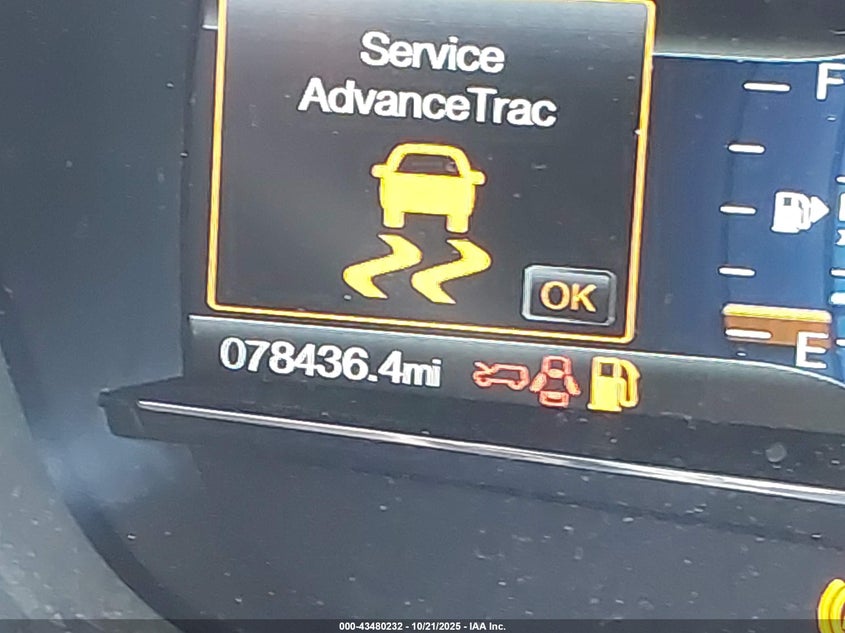 Service
AdvanceTrac
OK
078436.4mi
F
E
000-43480232 - 10/21/2025 - IAA Inc.